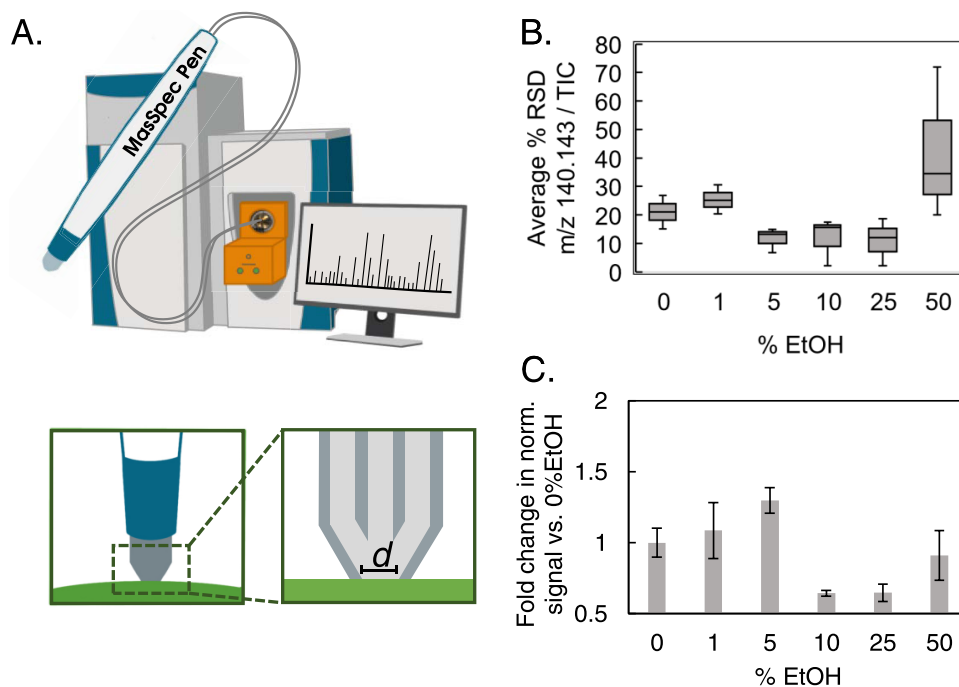 A.
MasSpec Pen
d
B.
Average % RSD
m/z 140.143 / TIC
80
70
60
50
40
30
20
10
0
0 1 5 10 25 50
% EtOH
C.
Fold change in norm.
signal vs. 0%EtOH
2
1.5
1
0.5
0 1 5 10 25 50
% EtOH